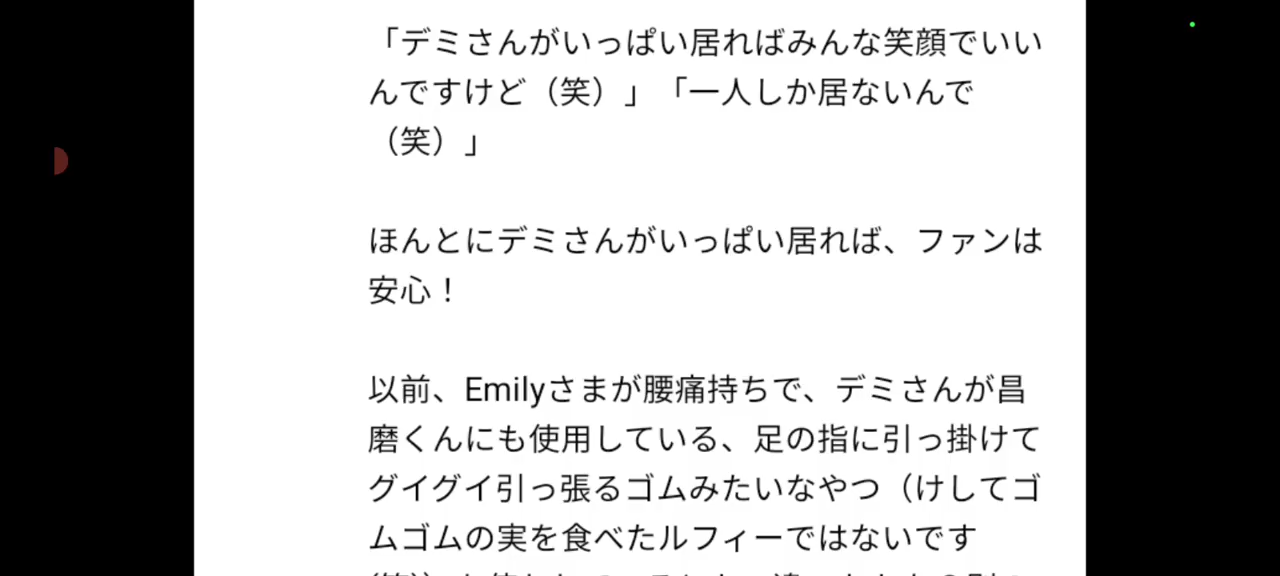 「デミさんがいっぱい居ればみんな笑顔でいい
んですけど（笑）」「一人しか居ないんで
（笑）」
ほんとにデミさんがいっぱい居れば、ファンは
安心！
以前、Emilyさまが腰痛持ちで、デミさんが昌
磨くんにも使用している、足の指に引っ掛けて
グイグイ引っ張るゴムみたいなやつ（けしてゴ
ムゴムの実を食べたルフィーではないです